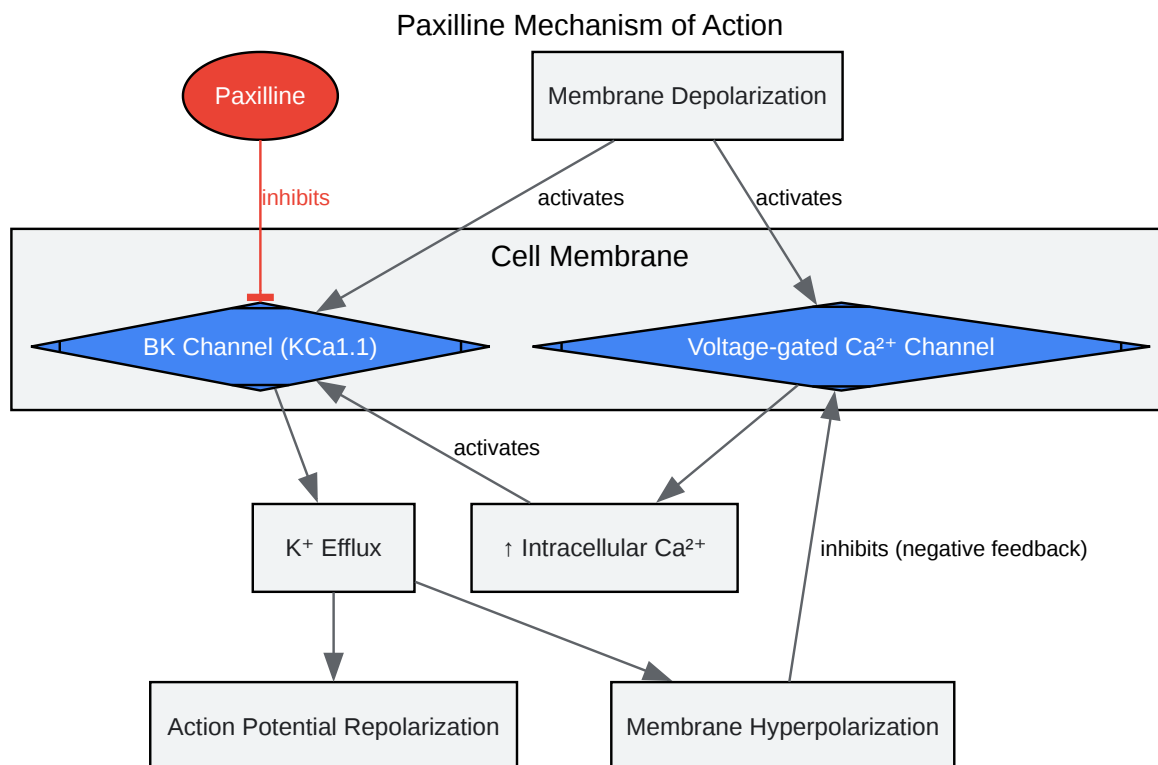 Paxilline Mechanism of Action
Paxilline
Membrane Depolarization
inhibits
activates
activates
Cell Membrane
BK Channel (KCa1.1)
Voltage-gated Ca²⁺ Channel
activates
K⁺ Efflux
↑ Intracellular Ca²⁺
inhibits (negative feedback)
Action Potential Repolarization
Membrane Hyperpolarization